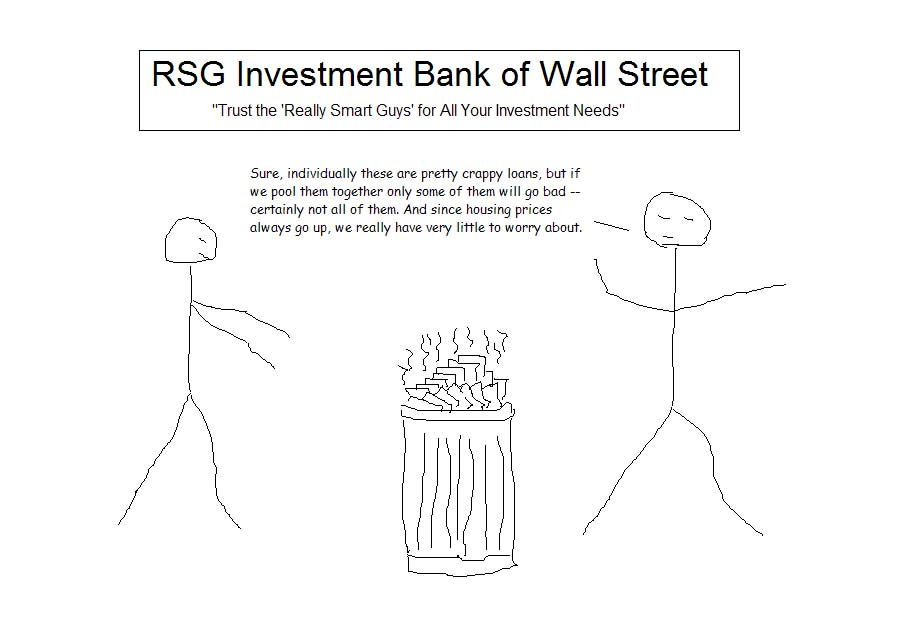 RSG Investment Bank of Wall Street
"Trust the 'Really Smart Guys' for All Your Investment Needs"
Sure, individually these are pretty crappy loans, but if
we pool them together only some of them will go bad --
certainly not all of them. And since housing prices
always go up, we really have very little to worry about.